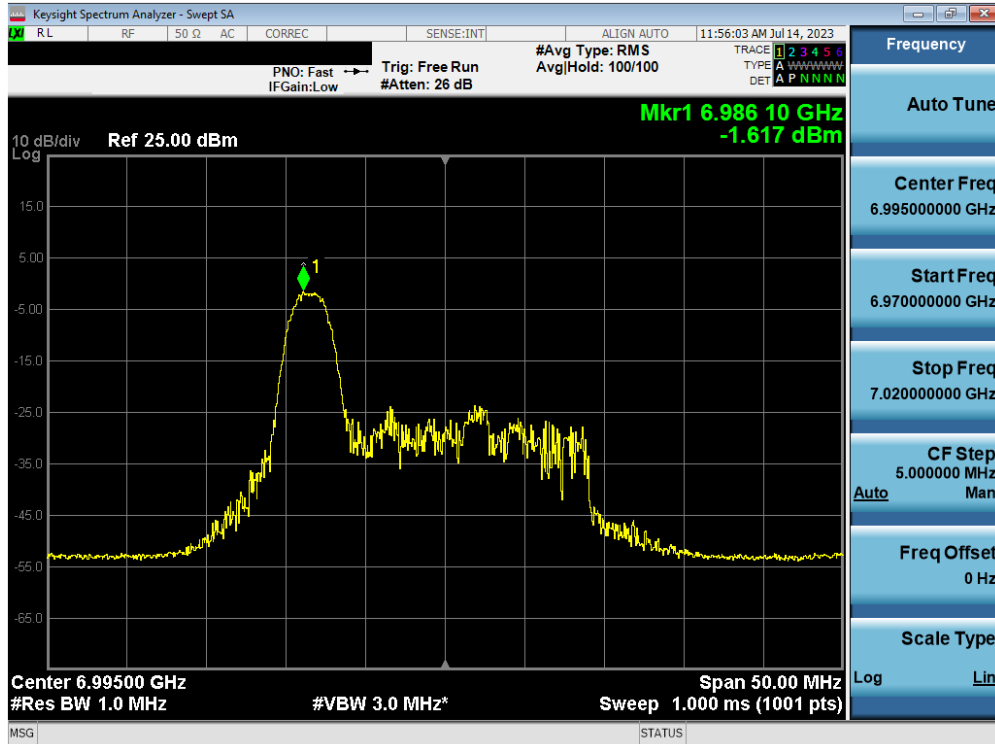 Keysight Spectrum Analyzer - Swept SA
LXI RL RF 50 Ω AC CORREC SENSE:INT ALIGN AUTO 11:56:03 AM Jul 14, 2023
PNO: Fast
IFGain:Low
Trig: Free Run
#Atten: 26 dB
#Avg Type: RMS
Avg|Hold: 100/100
TRACE 1 2 3 4 5 6
TYPE A WWWWW
DET A P N N N N
Mkr1 6.986 10 GHz
-1.617 dBm
10 dB/div Ref 25.00 dBm
Log
15.0
5.00
-5.00
-15.0
-25.0
-35.0
-45.0
-55.0
-65.0
1
Center 6.99500 GHz Span 50.00 MHz
#Res BW 1.0 MHz #VBW 3.0 MHz* Sweep 1.000 ms (1001 pts)
MSG STATUS
Frequency
Auto Tune
Center Freq
6.995000000 GHz
Start Freq
6.970000000 GHz
Stop Freq
7.020000000 GHz
CF Step
5.000000 MHz
Auto Man
Freq Offset
0 Hz
Scale Type
Log Lin